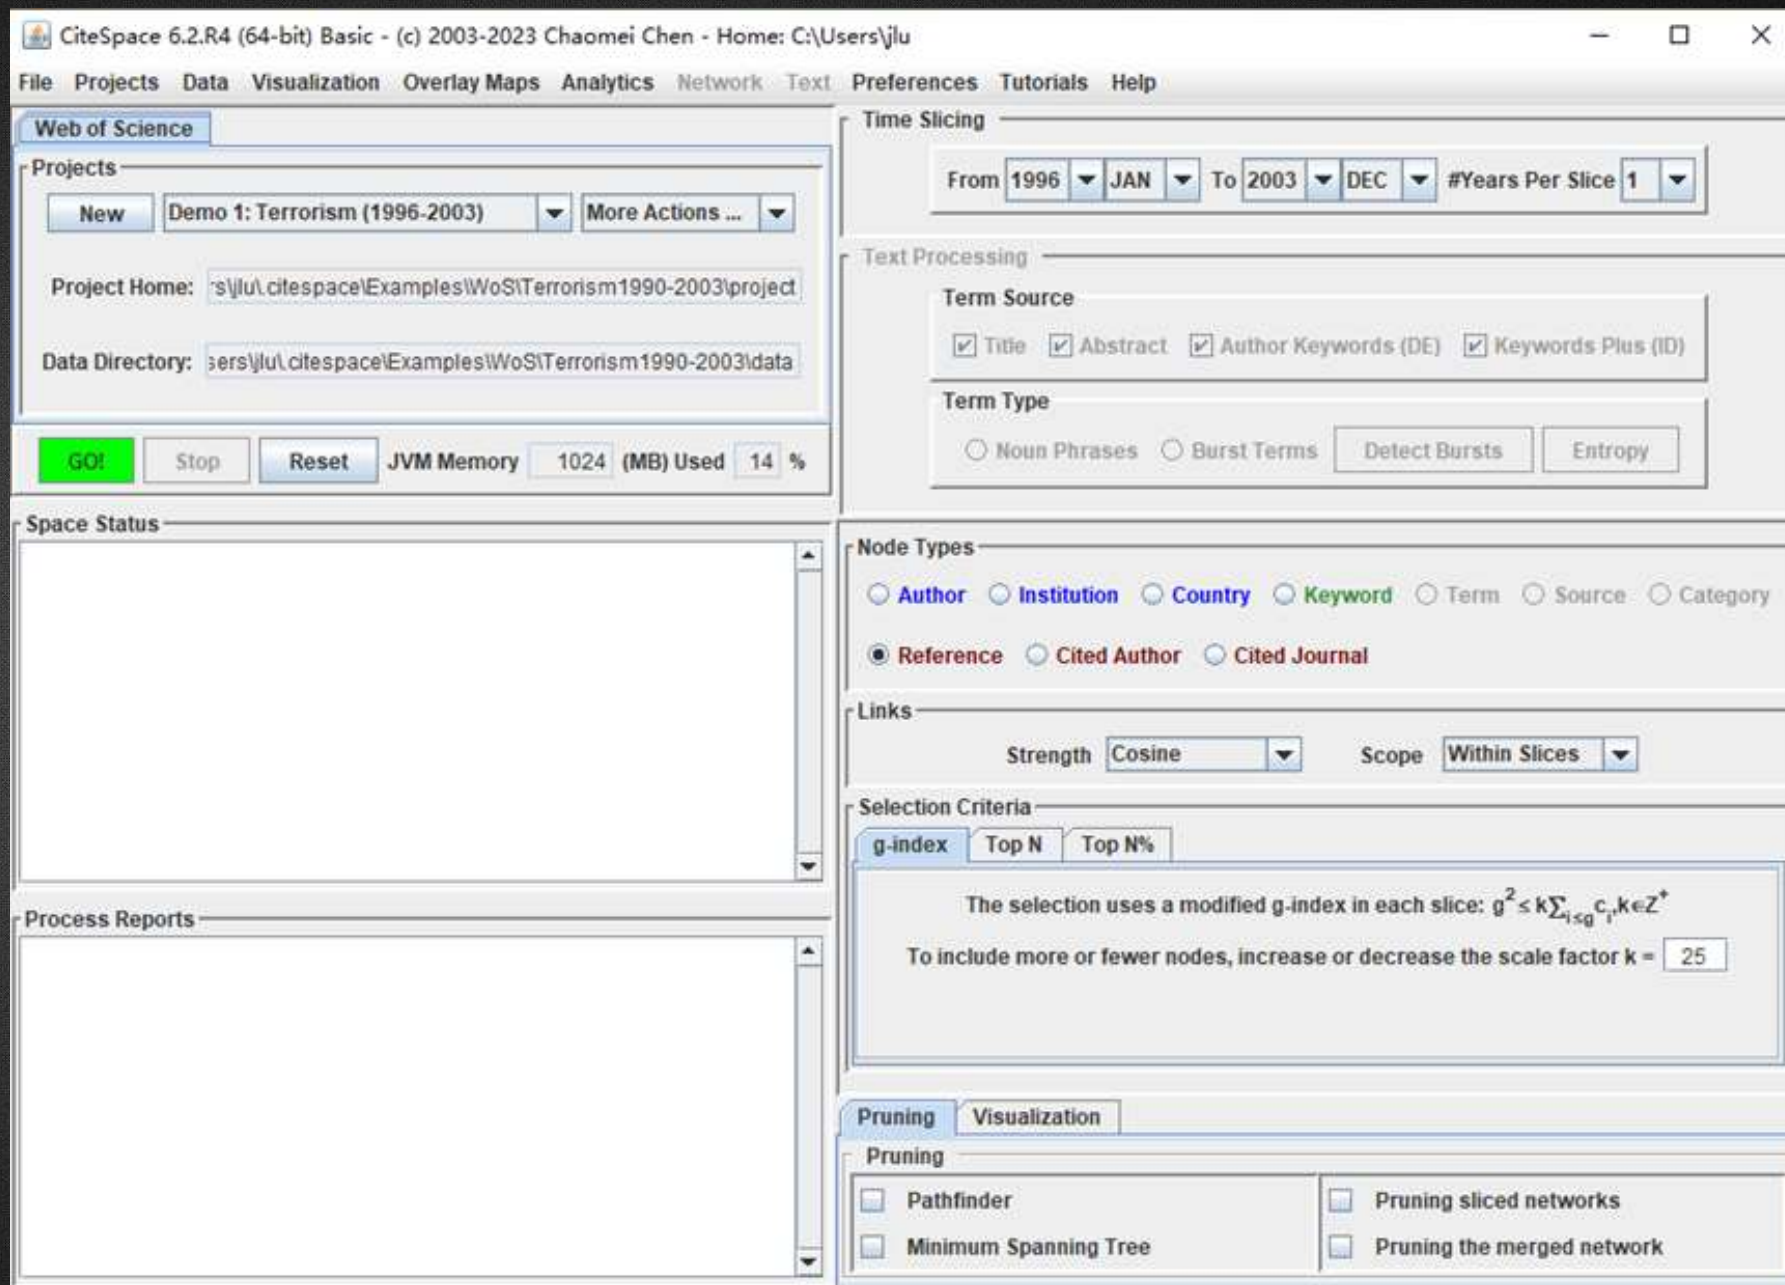 CiteSpace 6.2.R4 (64-bit) Basic - (c) 2003-2023 Chaomei Chen - Home: C:\Users\jlu
File Projects Data Visualization Overlay Maps Analytics Network Text Preferences Tutorials Help
Web of Science
Projects
New Demo 1: Terrorism (1996-2003) More Actions ...
Project Home: 's\jlu\.citespace\Examples\WoS\Terrorism1990-2003\project
Data Directory: sers\jlu\.citespace\Examples\WoS\Terrorism1990-2003\data
GO! Stop Reset JVM Memory 1024 (MB) Used 14 %
Space Status
Process Reports
Time Slicing
From 1996 JAN To 2003 DEC #Years Per Slice 1
Text Processing
Term Source
Title Abstract Author Keywords (DE) Keywords Plus (ID)
Term Type
Noun Phrases Burst Terms Detect Bursts Entropy
Node Types
Author Institution Country Keyword Term Source Category
Reference Cited Author Cited Journal
Links
Strength Cosine Scope Within Slices
Selection Criteria
g-index Top N Top N%
The selection uses a modified g-index in each slice: g² ≤ k∑i≤g ci, k∈Z⁺
To include more or fewer nodes, increase or decrease the scale factor k = 25
Pruning Visualization
Pruning
Pathfinder Pruning sliced networks
Minimum Spanning Tree Pruning the merged network